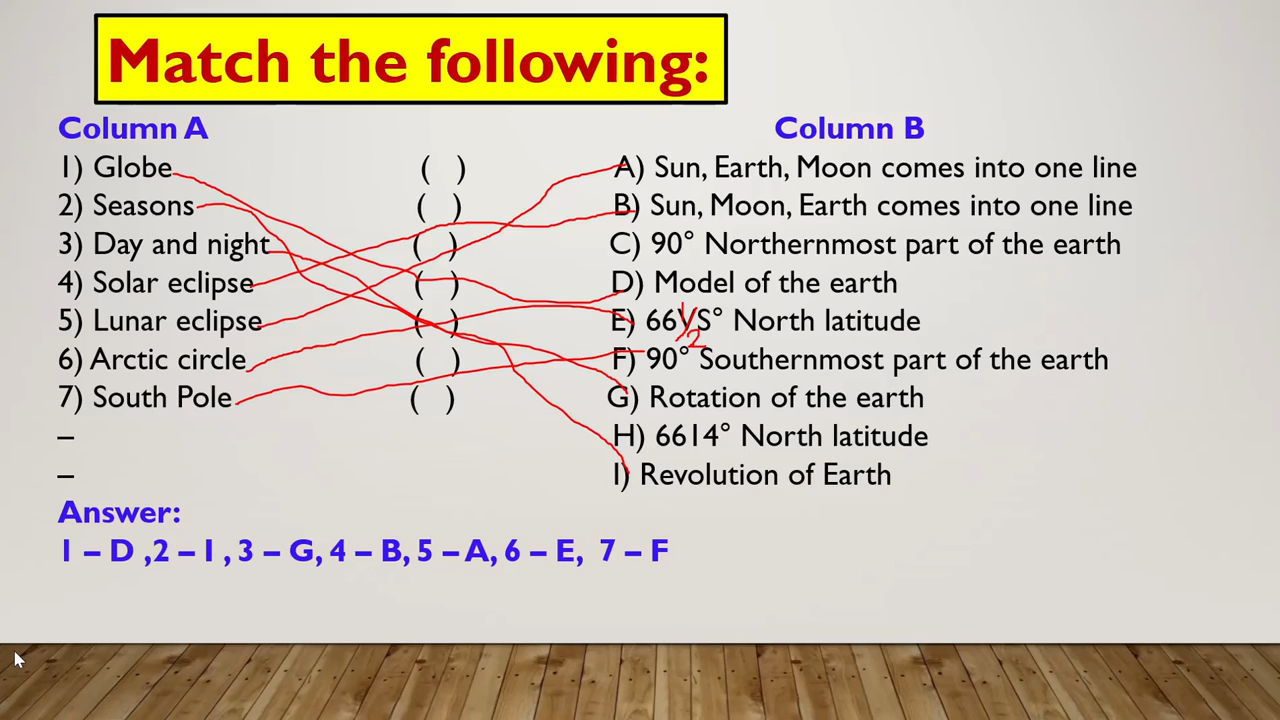 Match the following:
Column A Column B
1) Globe ( ) A) Sun, Earth, Moon comes into one line
2) Seasons ( ) B) Sun, Moon, Earth comes into one line
3) Day and night ( ) C) 90° Northernmost part of the earth
4) Solar eclipse ( ) D) Model of the earth
5) Lunar eclipse ( ) E) 66½S° North latitude
6) Arctic circle ( ) F) 90° Southernmost part of the earth
7) South Pole ( ) G) Rotation of the earth
– H) 6614° North latitude
– I) Revolution of Earth
Answer:
1 – D ,2 – I , 3 – G, 4 – B, 5 – A, 6 – E, 7 – F